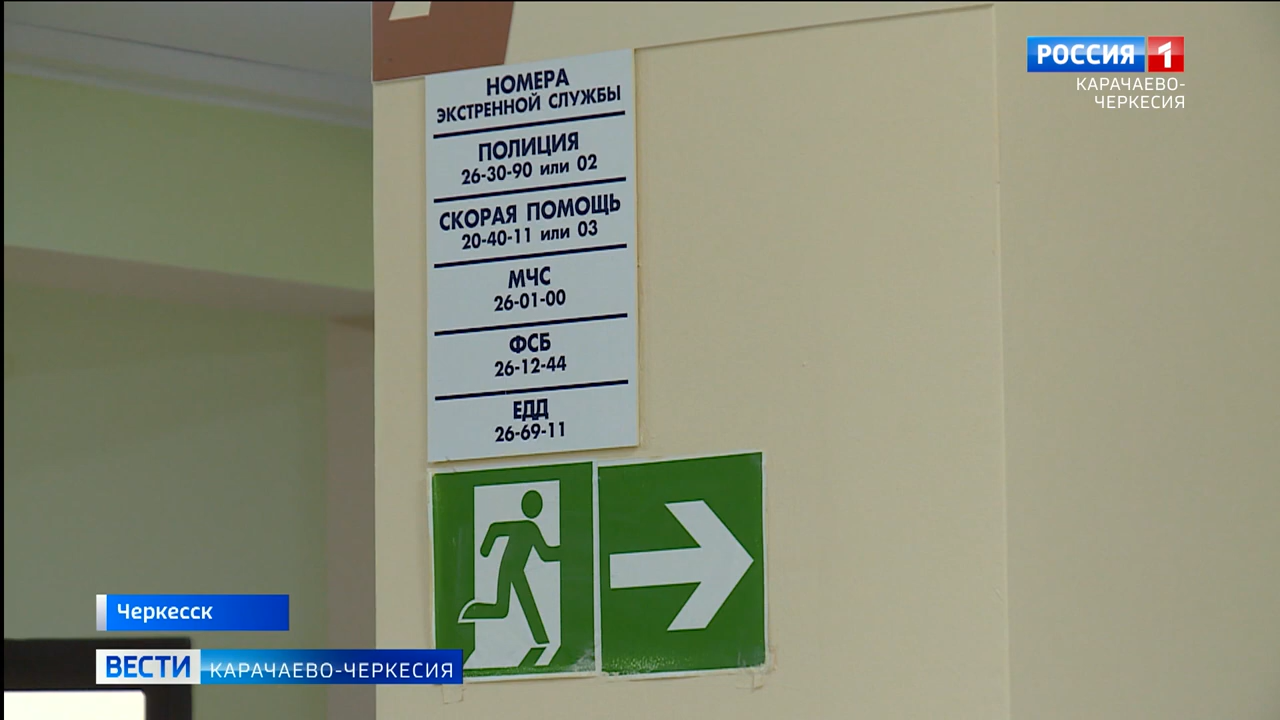 РОССИЯ 1
КАРАЧАЕВО-
ЧЕРКЕСИЯ
НОМЕРА
ЭКСТРЕННОЙ СЛУЖБЫ
ПОЛИЦИЯ
26-30-90 или 02
СКОРАЯ ПОМОЩЬ
20-40-11 или 03
МЧС
26-01-00
ФСБ
26-12-44
ЕДД
26-69-11
Черкесск
ВЕСТИ КАРАЧАЕВО-ЧЕРКЕСИЯ